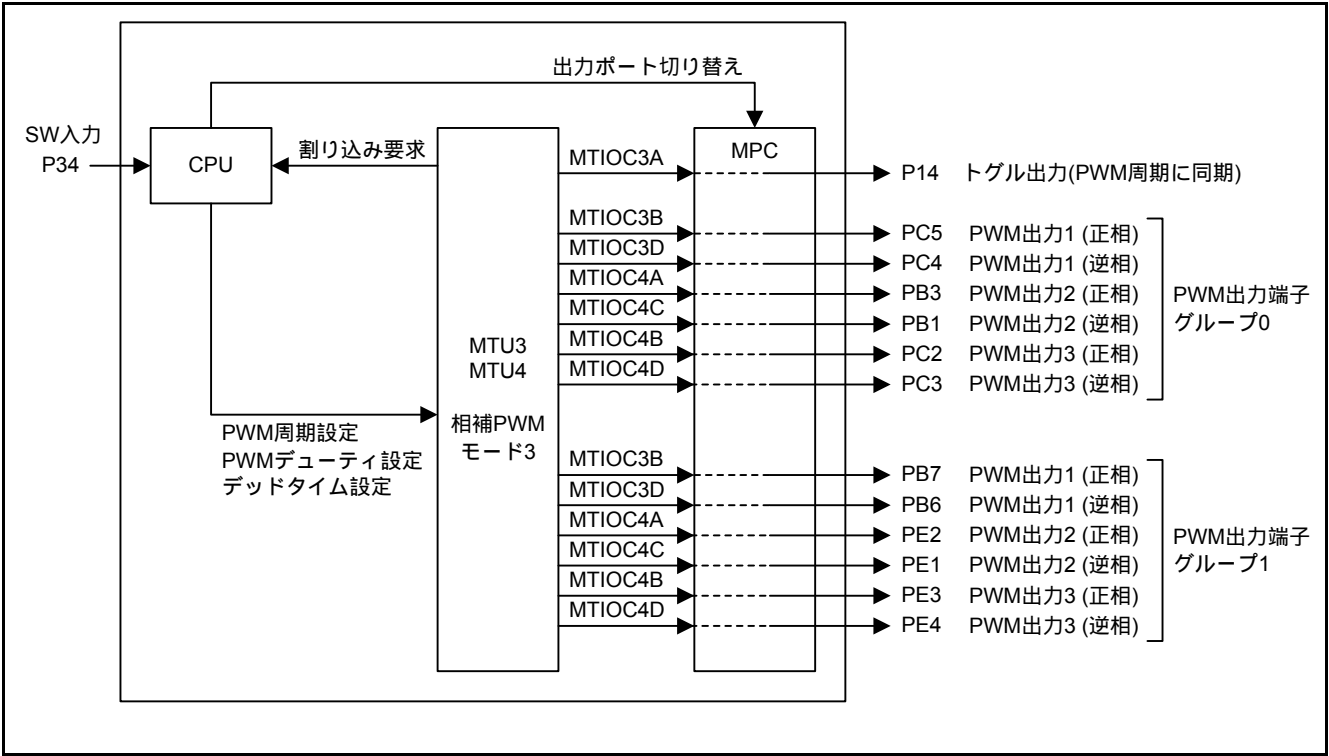 出力ポート切り替え
SW入力
P34
CPU
割り込み要求
MTU3
MTU4
相補PWM
モード3
PWM周期設定
PWMデューティ設定
デッドタイム設定
MPC
MTIOC3A
P14 トグル出力(PWM周期に同期)
MTIOC3B
PC5 PWM出力1 (正相)
MTIOC3D
PC4 PWM出力1 (逆相)
MTIOC4A
PB3 PWM出力2 (正相)
MTIOC4C
PB1 PWM出力2 (逆相)
MTIOC4B
PC2 PWM出力3 (正相)
MTIOC4D
PC3 PWM出力3 (逆相)
PWM出力端子
グループ0
MTIOC3B
PB7 PWM出力1 (正相)
MTIOC3D
PB6 PWM出力1 (逆相)
MTIOC4A
PE2 PWM出力2 (正相)
MTIOC4C
PE1 PWM出力2 (逆相)
MTIOC4B
PE3 PWM出力3 (正相)
MTIOC4D
PE4 PWM出力3 (逆相)
PWM出力端子
グループ1